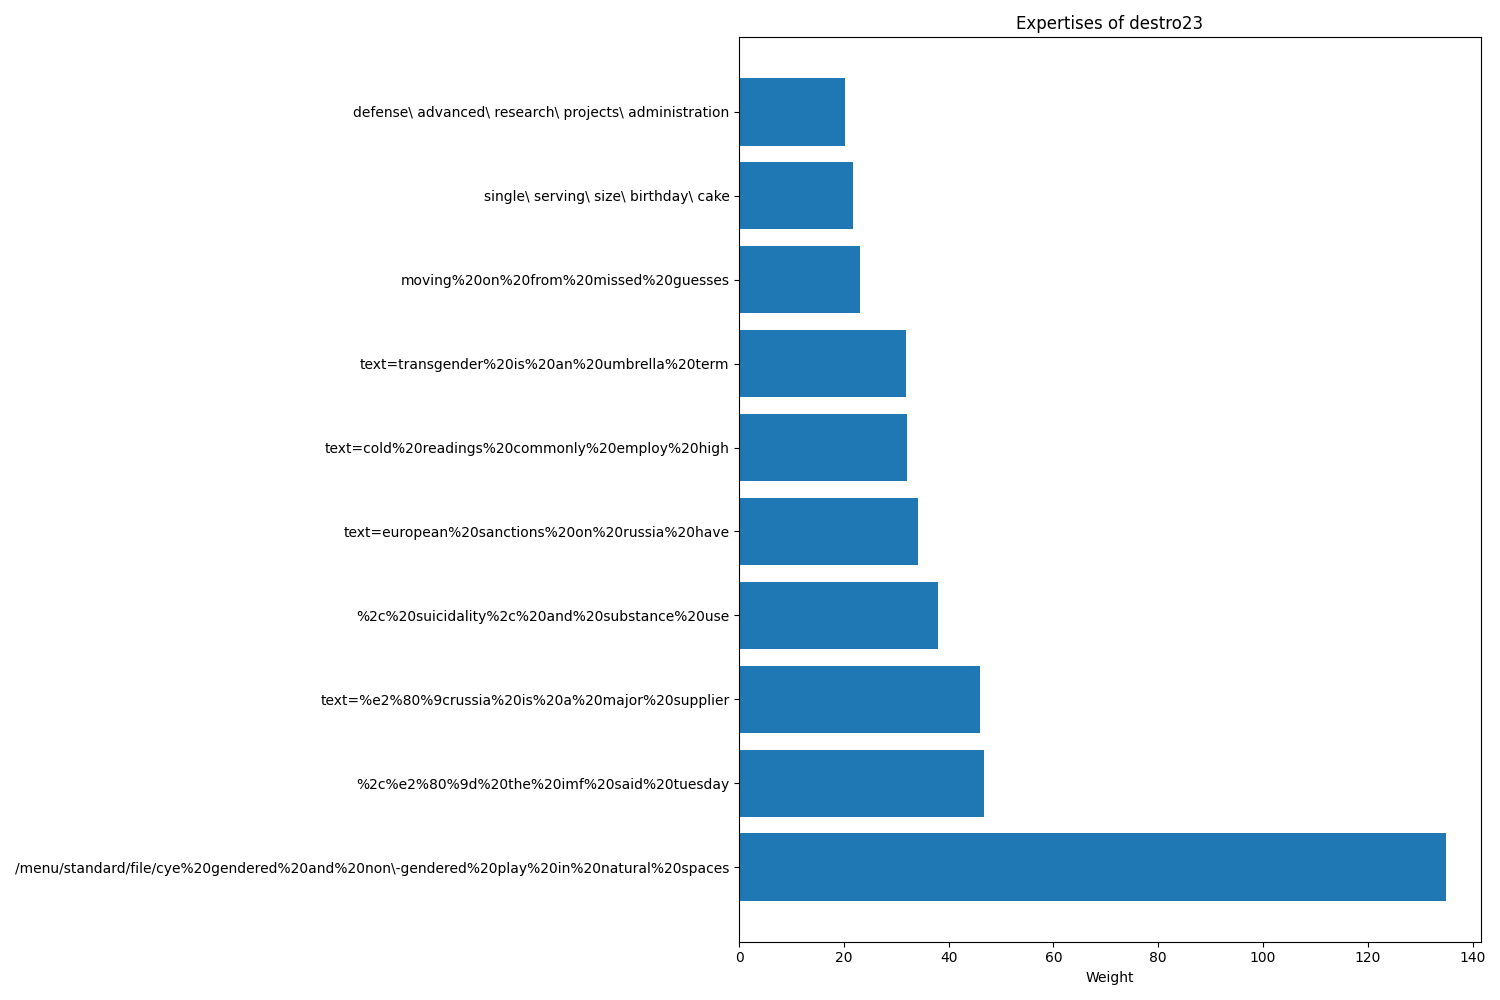 Expertises of destro23
defense\ advanced\ research\ projects\ administration
single\ serving\ size\ birthday\ cake
moving%20on%20from%20missed%20guesses
text=transgender%20is%20an%20umbrella%20term
text=cold%20readings%20commonly%20employ%20high
text=european%20sanctions%20on%20russia%20have
%2c%20suicidality%2c%20and%20substance%20use
text=%e2%80%9crussia%20is%20a%20major%20supplier
%2c%e2%80%9d%20the%20imf%20said%20tuesday
/menu/standard/file/cye%20gendered%20and%20non\-gendered%20play%20in%20natural%20spaces
0 20 40 60 80 100 120 140
Weight